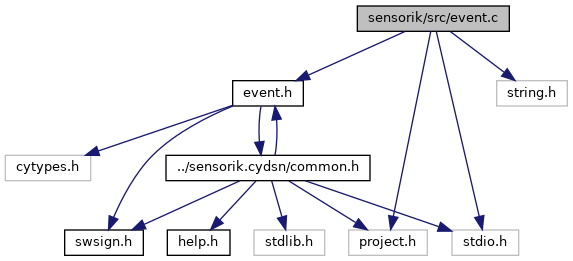 sensorik/src/event.c
event.h
string.h
cytypes.h
../sensorik.cydsn/common.h
swsign.h
help.h
stdlib.h
project.h
stdio.h